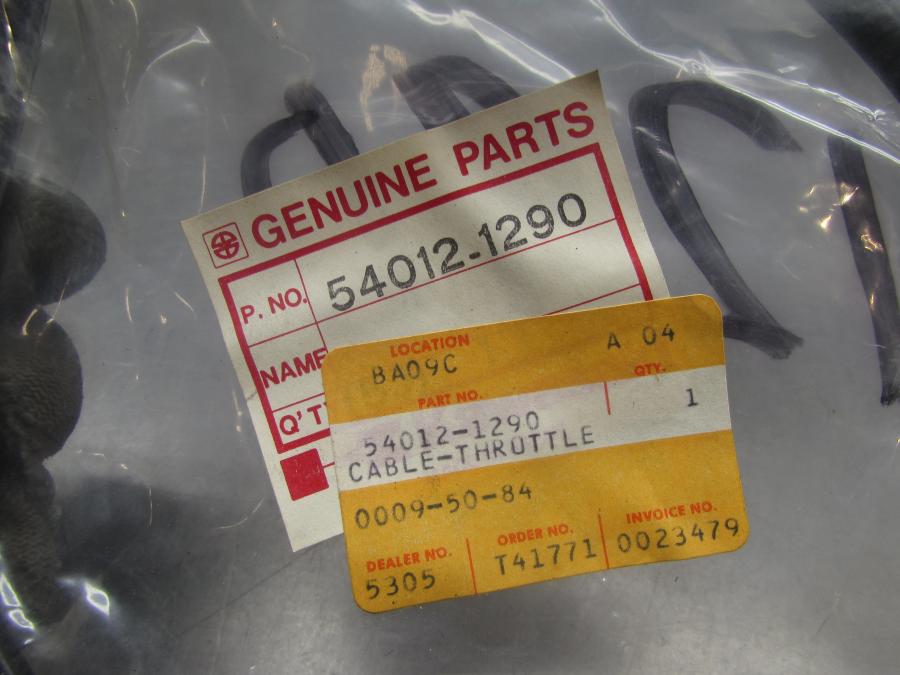 GENUINE PARTS
P. NO. 54012-1290
NAME
Q'T
LOCATION
BA09C A 04
PART NO. QTY.
54012-1290 1
CABLE-THROTTLE
0009-50-84
DEALER NO. ORDER NO. INVOICE NO.
5305 T41771 0023479